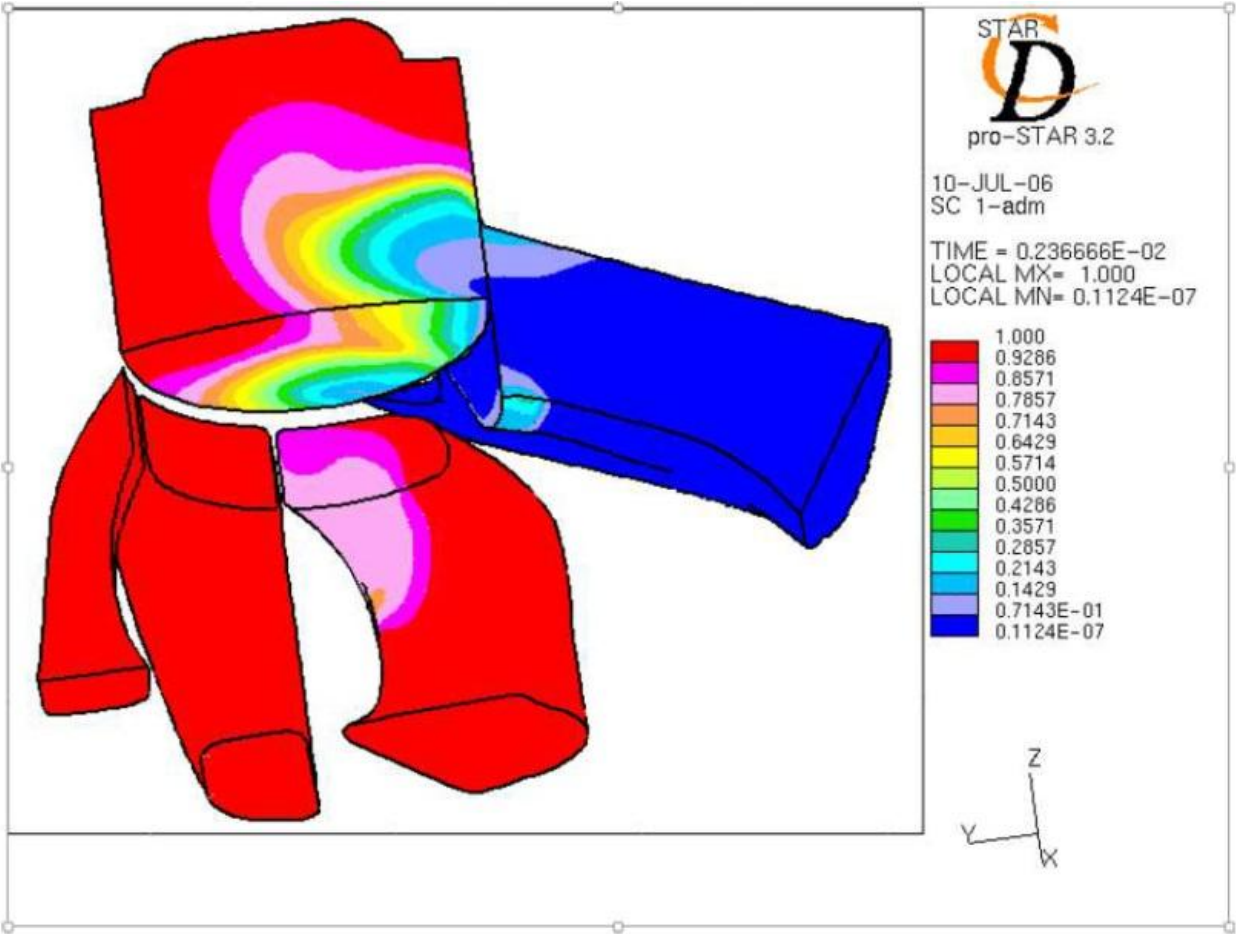 STAR
CD
pro-STAR 3.2
10-JUL-06
SC 1-adm
TIME = 0.236666E-02
LOCAL MX= 1.000
LOCAL MN= 0.1124E-07
1.000
0.9286
0.8571
0.7857
0.7143
0.6429
0.5714
0.5000
0.4286
0.3571
0.2857
0.2143
0.1429
0.7143E-01
0.1124E-07
Z
Y
X